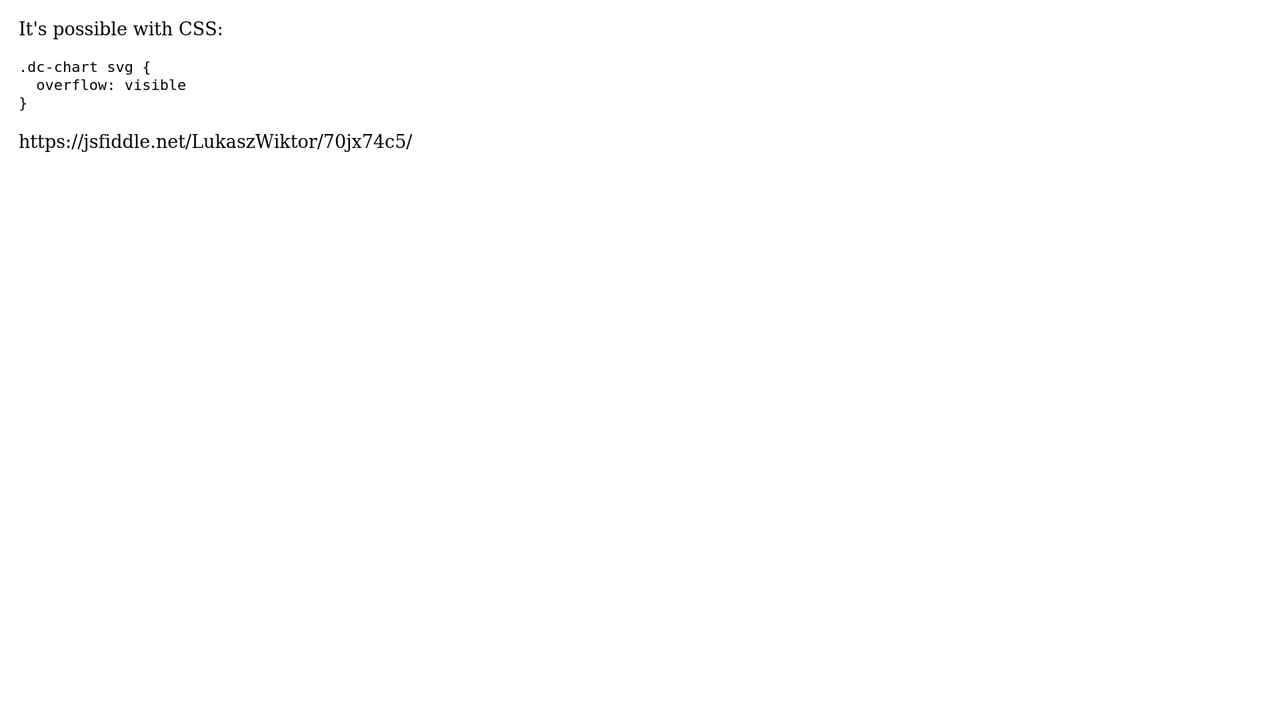 It's possible with CSS:
.dc-chart svg {
  overflow: visible
}
https://jsfiddle.net/LukaszWiktor/70jx74c5/